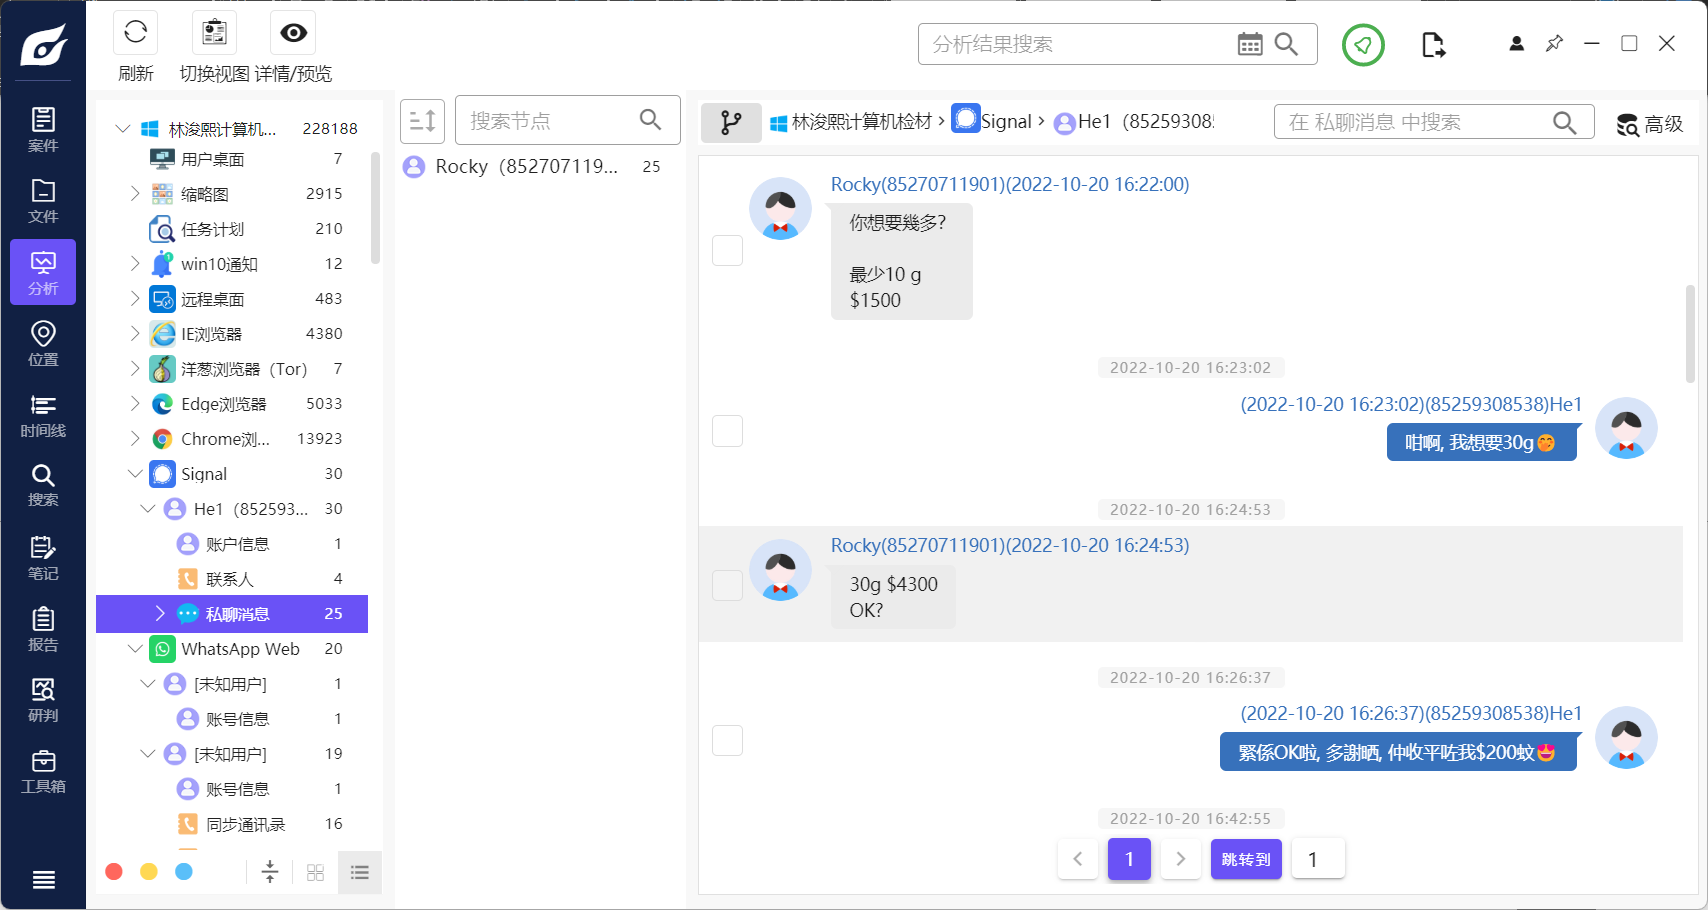 刷新
切换视图
详情/预览
分析结果搜索
案件
文件
分析
位置
时间线
搜索
笔记
报告
研判
工具箱
林浚熙计算机... 228188
用户桌面 7
缩略图 2915
任务计划 210
win10通知 12
远程桌面 483
IE浏览器 4380
洋葱浏览器（Tor） 7
Edge浏览器 5033
Chrome浏... 13923
Signal 30
He1（852593... 30
账户信息 1
联系人 4
私聊消息 25
WhatsApp Web 20
[未知用户] 1
账号信息 1
[未知用户] 19
账号信息 1
同步通讯录 16
搜索节点
Rocky（852707119... 25
林浚熙计算机检材 › Signal › He1（85259308
在 私聊消息 中搜索
高级
Rocky(85270711901)(2022-10-20 16:22:00)
你想要幾多?
最少10 g
$1500
2022-10-20 16:23:02
(2022-10-20 16:23:02)(85259308538)He1
咁啊, 我想要30g🤭
2022-10-20 16:24:53
Rocky(85270711901)(2022-10-20 16:24:53)
30g $4300
OK?
2022-10-20 16:26:37
(2022-10-20 16:26:37)(85259308538)He1
緊係OK啦, 多謝晒, 仲收平咗我$200蚊🤩
2022-10-20 16:42:55
1
跳转到
1